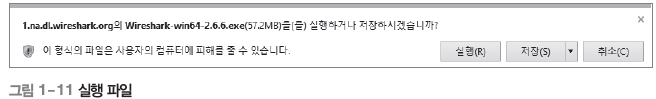 1.na.dl.wireshark.org의 Wireshark-win64-2.6.6.exe(57.2MB)을(를) 실행하거나 저장하시겠습니까?
이 형식의 파일은 사용자의 컴퓨터에 피해를 줄 수 있습니다.
실행(R) 저장(S) 취소(C)
그림 1-11 실행 파일